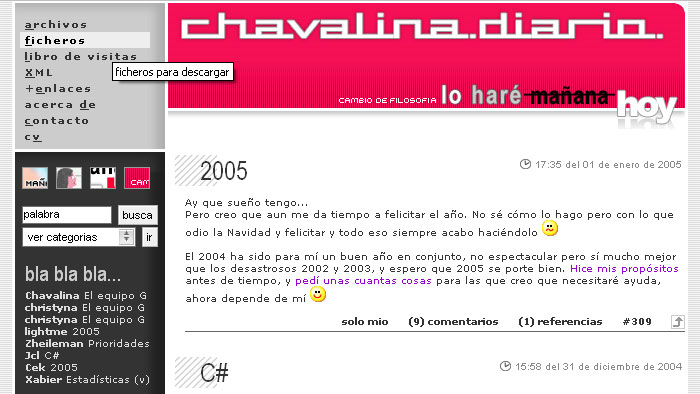 archivos
ficheros
libro de visitas
XML
+enlaces
acerca de
contacto
cv
ficheros para descargar
chavalina.diario.
CAMBIO DE FILOSOFIA lo haré mañana hoy
MAÑ
CAM
palabra busca
ver categorias ir
bla bla bla...
Chavalina El equipo G
christyna El equipo G
christyna El equipo G
lightme 2005
Zheileman Prioridades
Jcl C#
Cek 2005
Xabier Estadísticas (v)
2005
17:35 del 01 de enero de 2005
Ay que sueño tengo...
Pero creo que aun me da tiempo a felicitar el año. No sé cómo lo hago pero con lo que
odio la Navidad y felicitar y todo eso siempre acabo haciéndolo
El 2004 ha sido para mí un buen año en conjunto, no espectacular pero sí mucho mejor
que los desastrosos 2002 y 2003, y espero que 2005 se porte bien. Hice mis propósitos
antes de tiempo, y pedí unas cuantas cosas para las que creo que necesitaré ayuda,
ahora depende de mí
solo mio (9) comentarios (1) referencias #309
C#
15:58 del 31 de diciembre de 2004